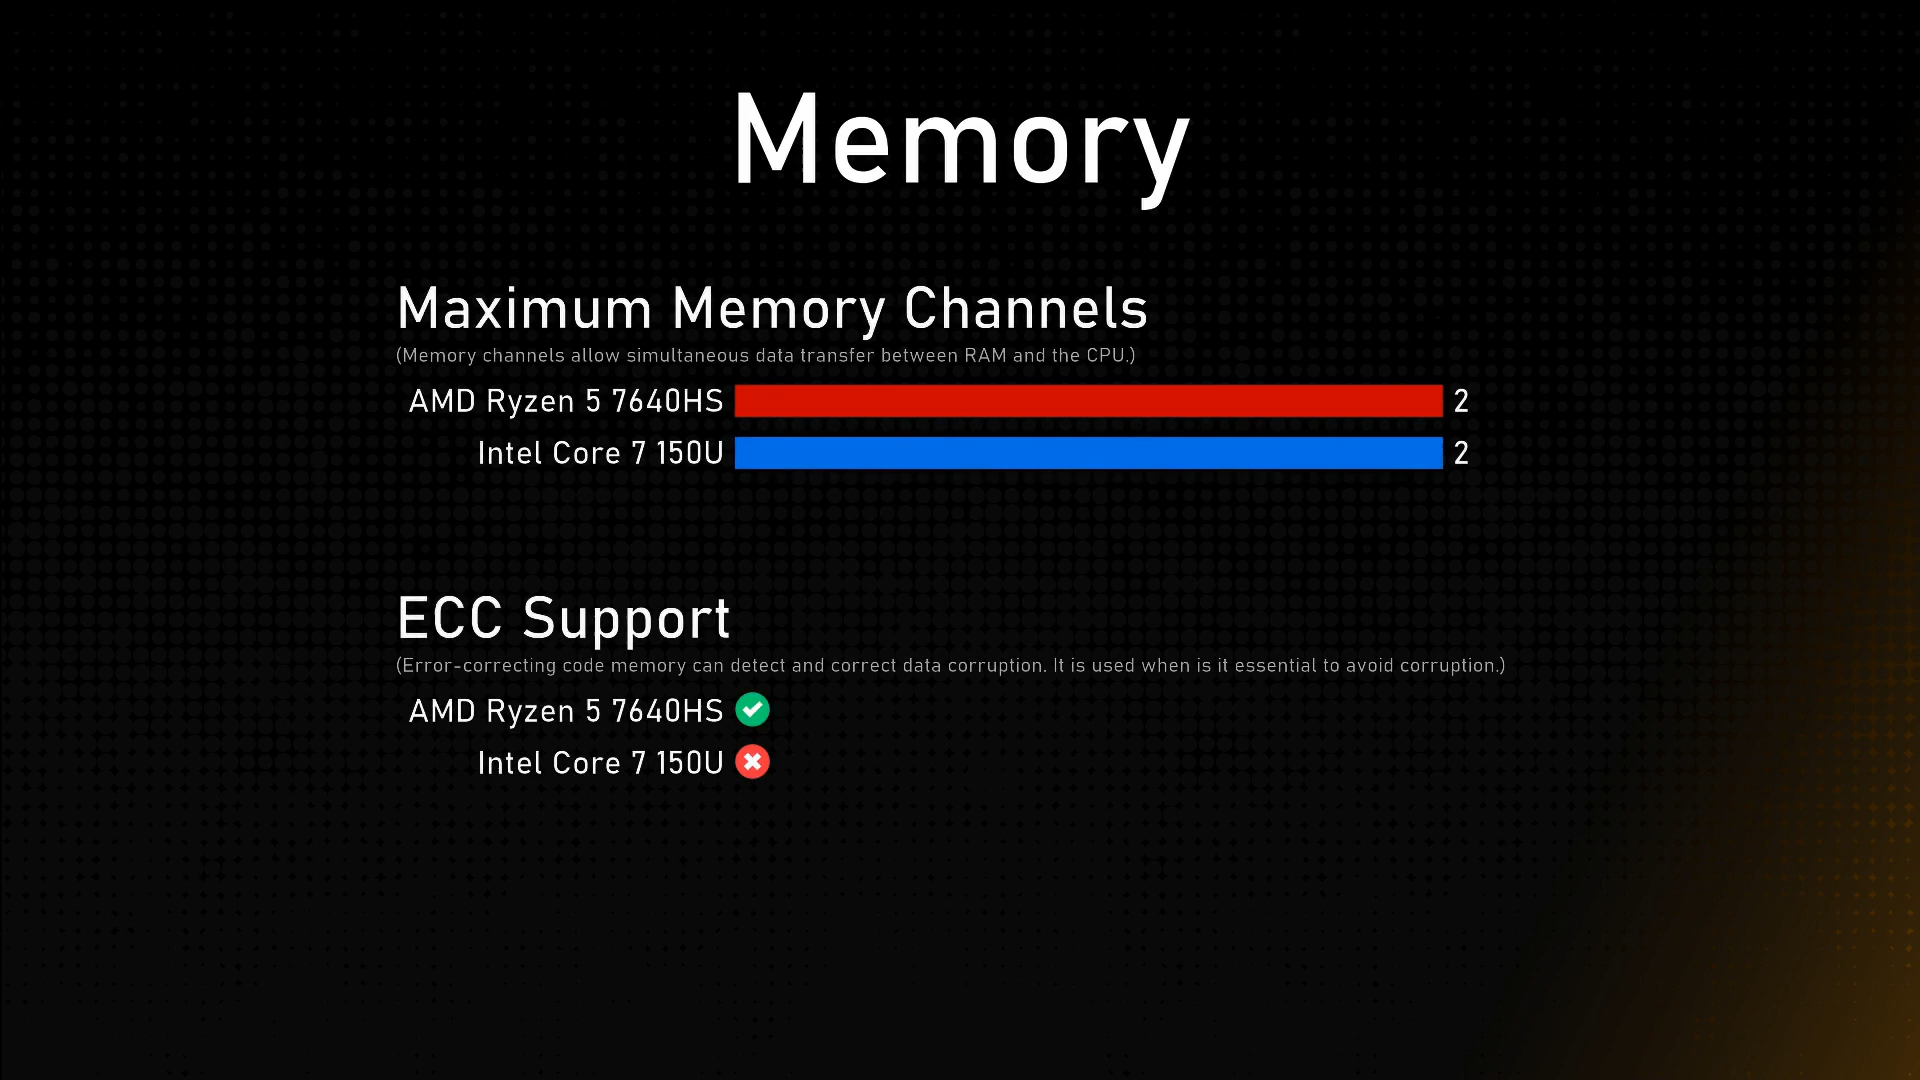 Memory
Maximum Memory Channels
(Memory channels allow simultaneous data transfer between RAM and the CPU.)
AMD Ryzen 5 7640HS 2
Intel Core 7 150U 2
ECC Support
(Error-correcting code memory can detect and correct data corruption. It is used when is it essential to avoid corruption.)
AMD Ryzen 5 7640HS
Intel Core 7 150U